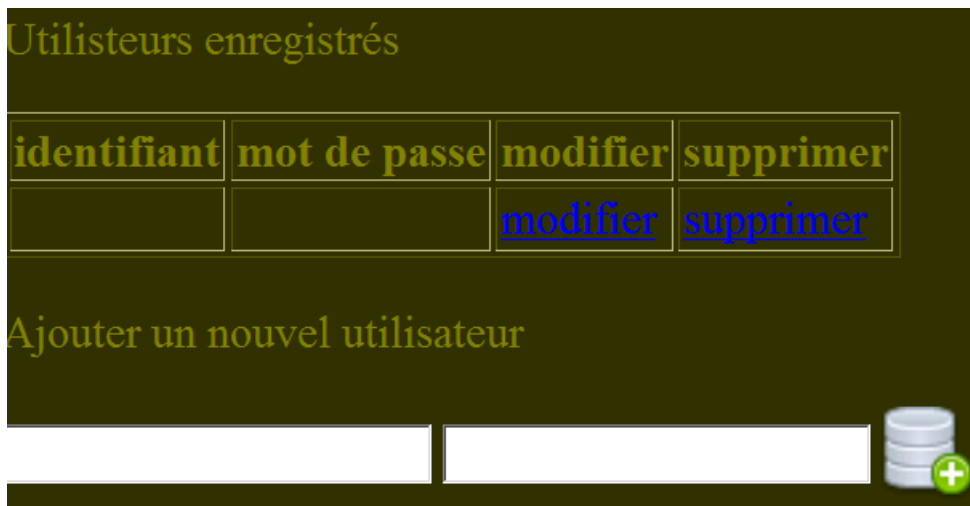 Utilisteurs enregistrés
identifiant mot de passe modifier supprimer
modifier supprimer
Ajouter un nouvel utilisateur